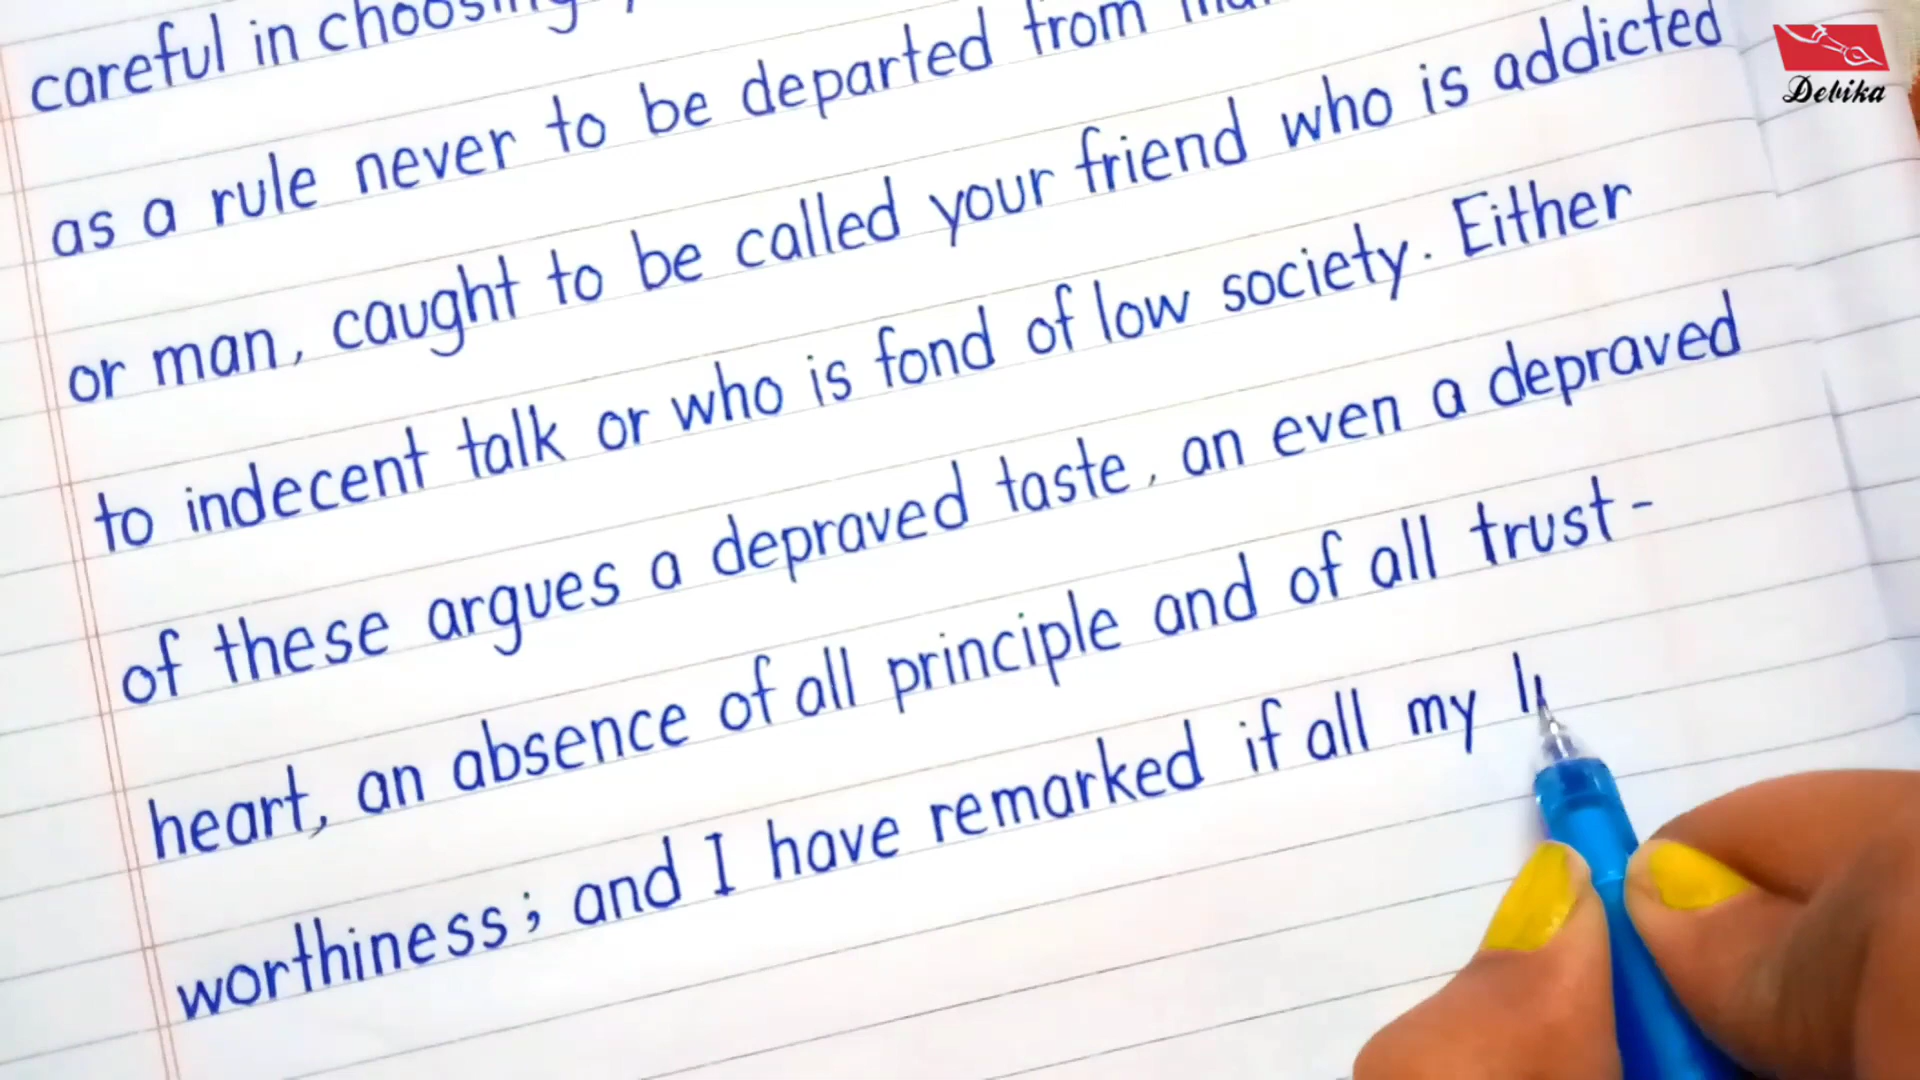 careful in choosing
as a rule never to be departed from
or man, caught to be called your friend who is addicted
to indecent talk or who is fond of low society. Either
of these argues a depraved taste, an even a depraved
heart, an absence of all principle and of all trust-
worthiness; and I have remarked if all my
Debika